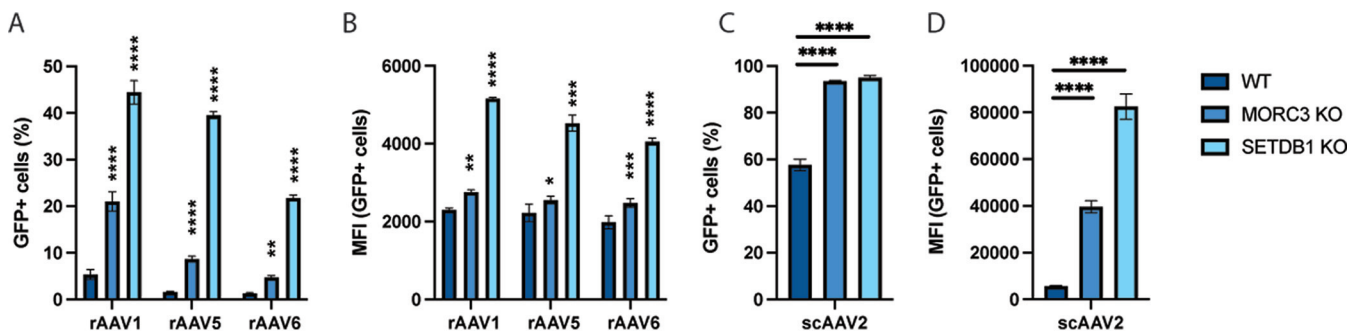 A
GFP+ cells (%)
50
40
30
20
10
0
****
****
****
****
**
****
rAAV1
rAAV5
rAAV6
B
MFI (GFP+ cells)
6000
4000
2000
0
**
****
*
***
***
****
rAAV1
rAAV5
rAAV6
C
GFP+ cells (%)
100
80
60
40
20
0
****
****
scAAV2
D
MFI (GFP+ cells)
100000
80000
60000
40000
20000
0
****
****
scAAV2
WT
MORC3 KO
SETDB1 KO